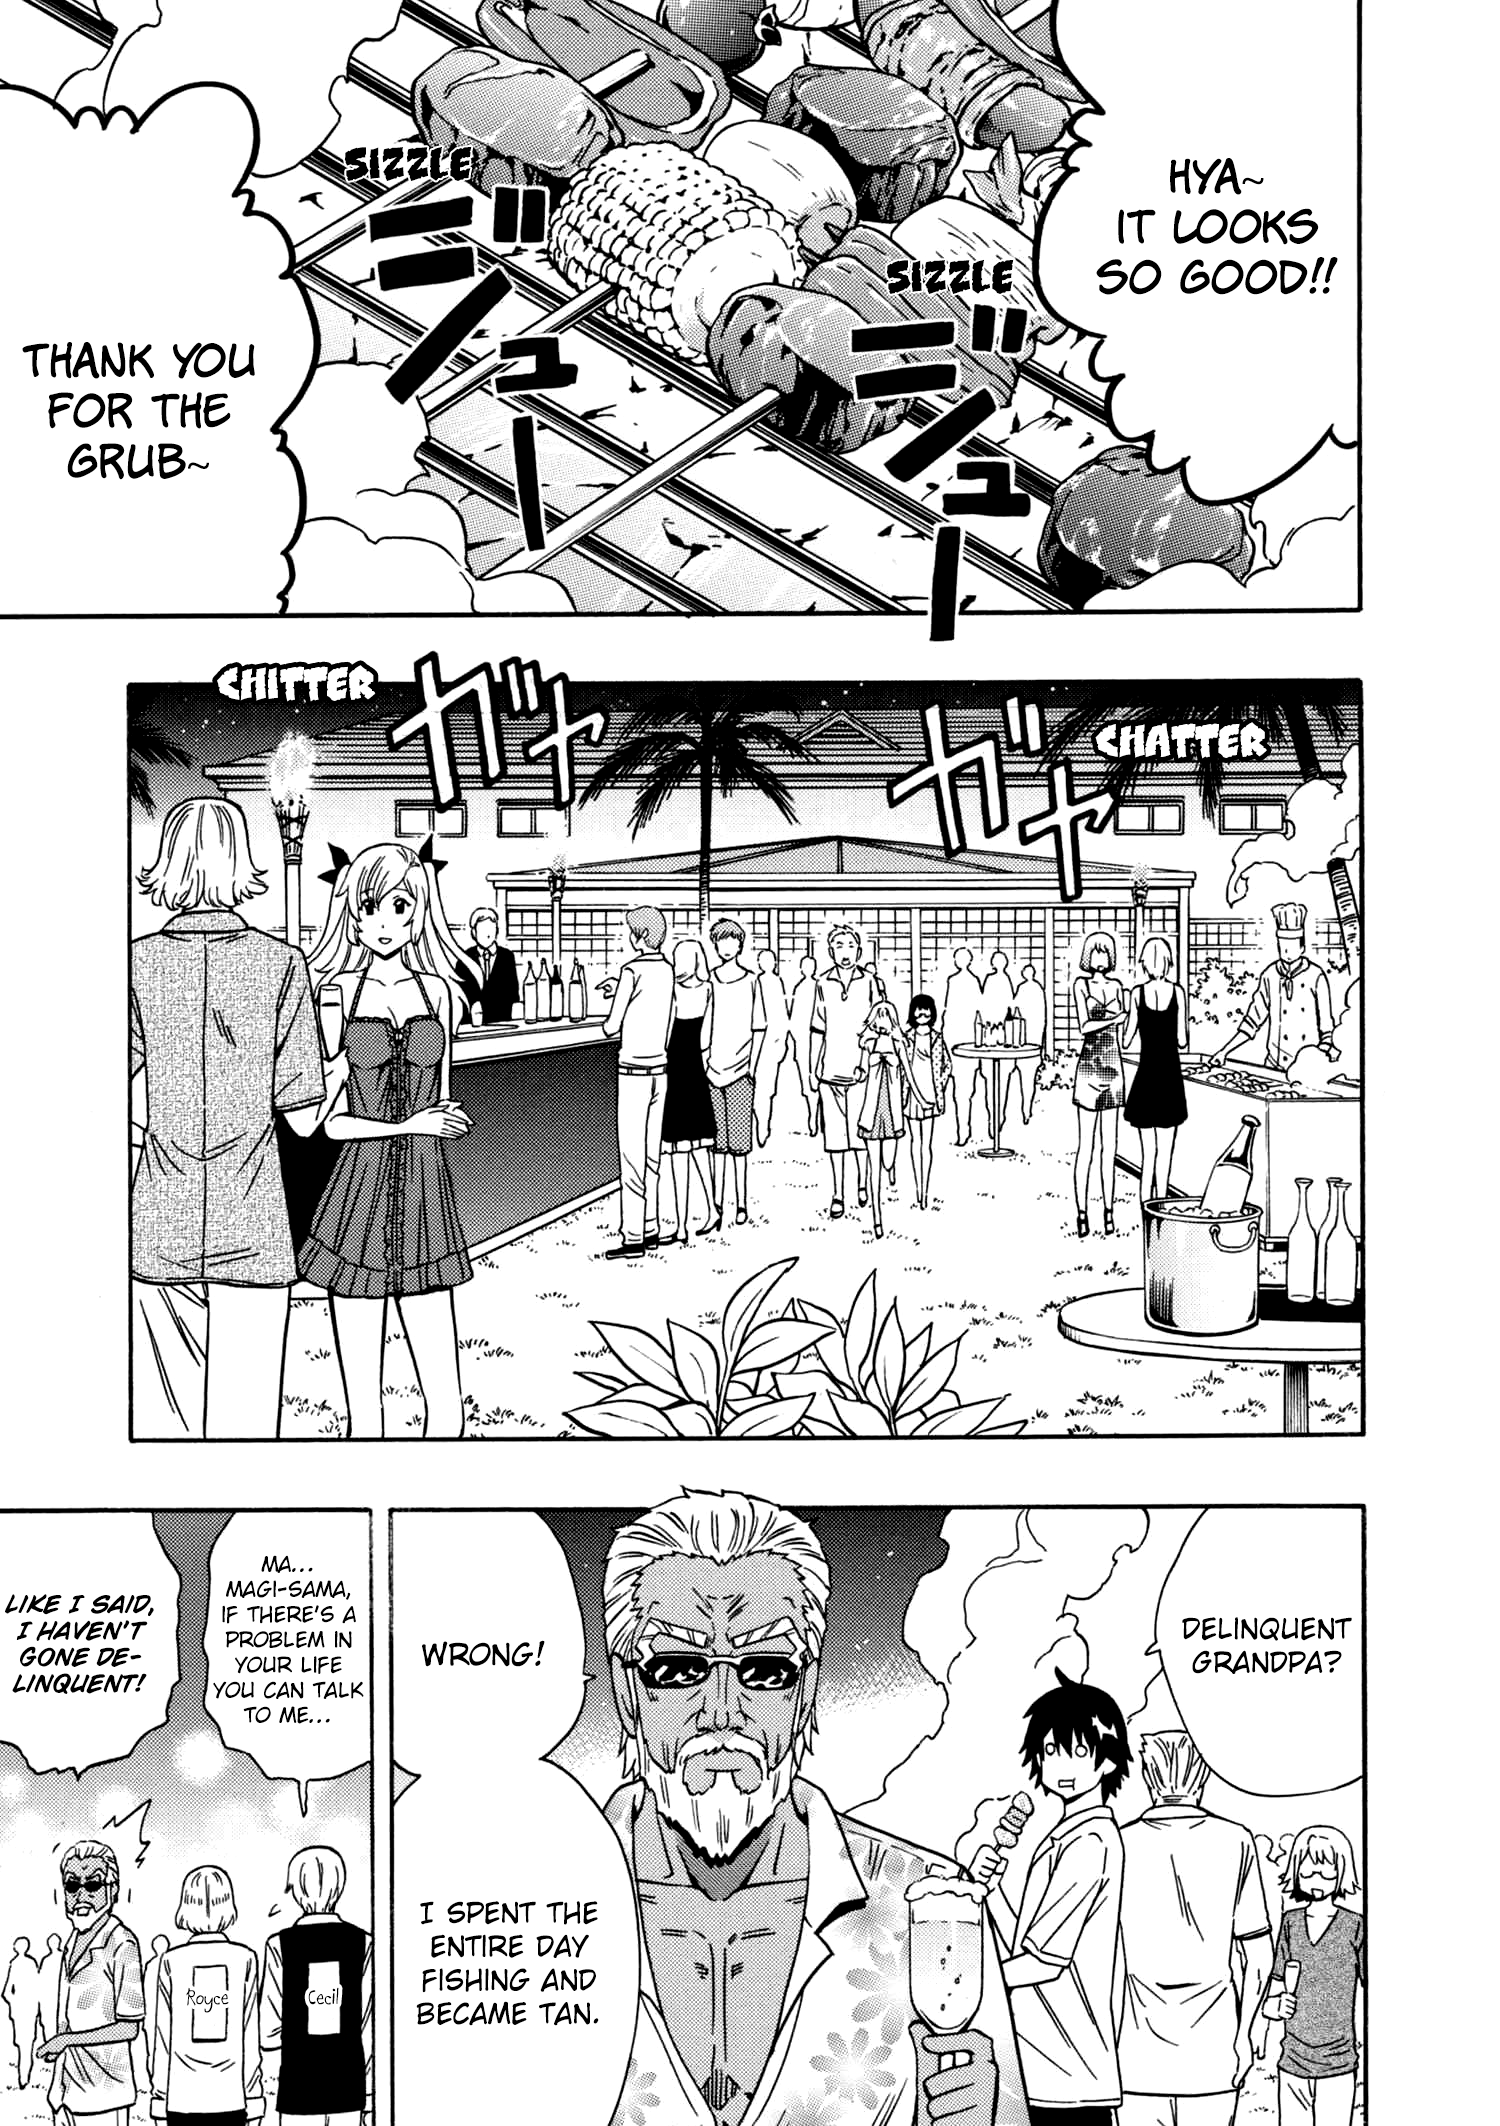 HYA~
IT LOOKS
SO GOOD!!
SIZZLE
ジュー
SIZZLE
ジュー
THANK YOU
FOR THE
GRUB~
CHATTER
ガヤ
CHITTER
ガヤ
DELINQUENT
GRANDPA?
WRONG!
I SPENT THE
ENTIRE DAY
FISHING AND
BECAME TAN.
MA...
MAGI-SAMA,
IF THERE'S A
PROBLEM IN
YOUR LIFE
YOU CAN TALK
TO ME...
LIKE I SAID,
I HAVEN'T
GONE DE-
LINQUENT!
Royce
Cecil